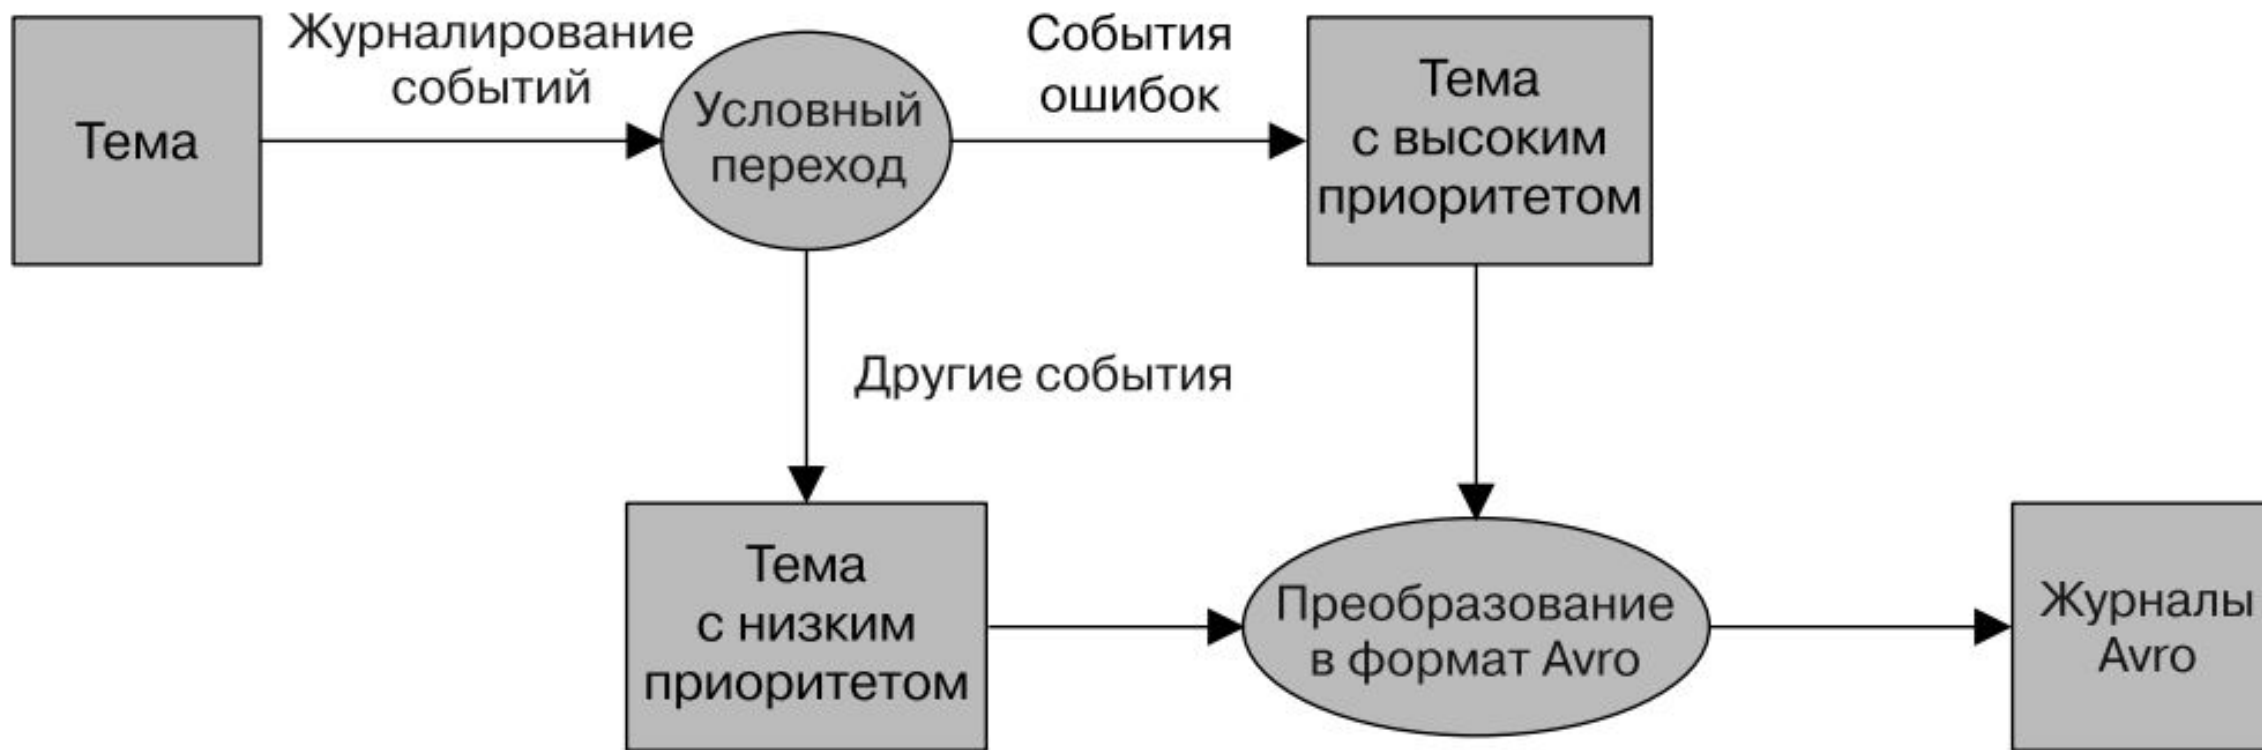 Тема
Журналирование
событий
Условный
переход
События
ошибок
Тема
с высоким
приоритетом
Другие события
Тема
с низким
приоритетом
Преобразование
в формат Avro
Журналы
Avro